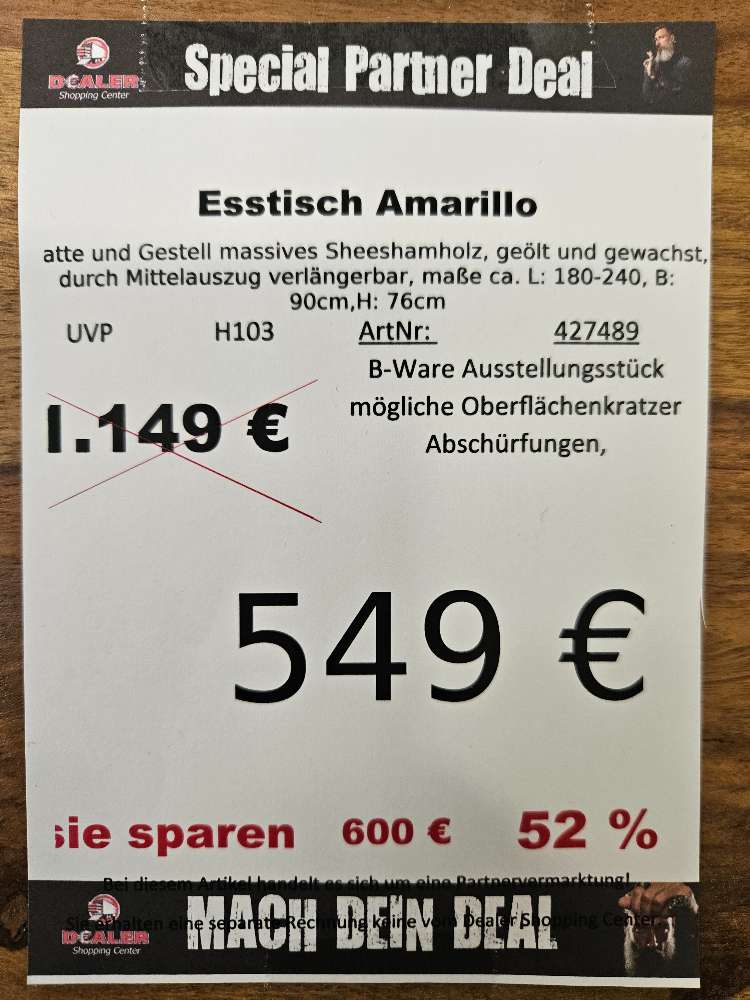 DEALER
Shopping Center
Special Partner Deal
Esstisch Amarillo
atte und Gestell massives Sheeshamholz, geölt und gewachst,
durch Mittelauszug verlängerbar, maße ca. L: 180-240, B:
90cm,H: 76cm
UVP H103 ArtNr: 427489
B-Ware Ausstellungsstück
1.149 € mögliche Oberflächenkratzer
Abschürfungen,
549 €
sie sparen 600 € 52 %
Bei diesem Artikel handelt es sich um eine Partnervermarktung!
Sie erhalten eine separate Rechnung keine vom Dealer Shopping Center
DEALER
Shopping Center
MACH DEIN DEAL